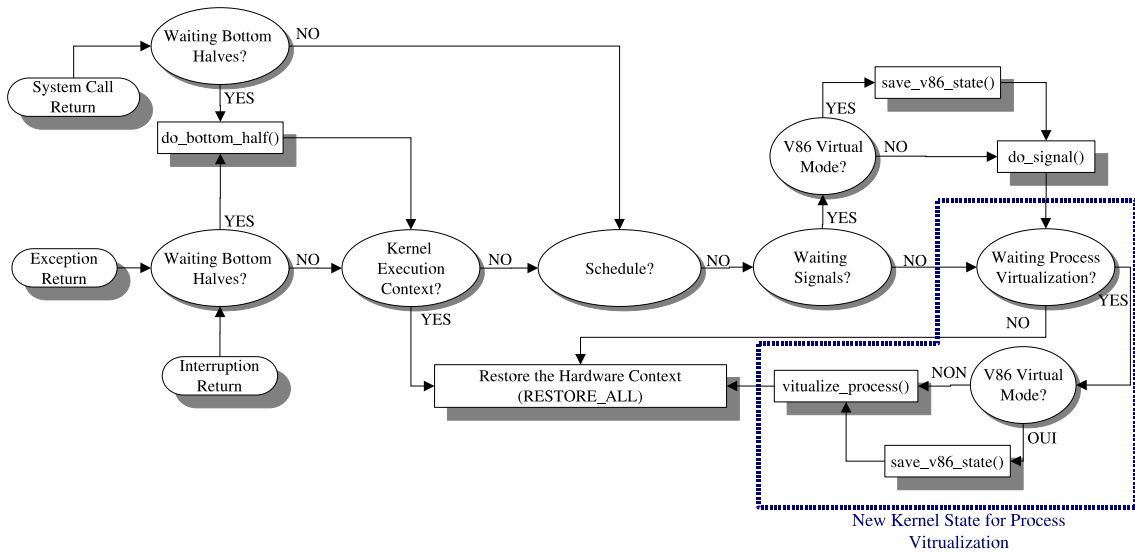 Waiting Bottom
Halves?
NO
System Call
Return
YES
do_bottom_half()
save_v86_state()
YES
V86 Virtual
Mode?
NO
do_signal()
YES
YES
Exception
Return
Waiting Bottom
Halves?
NO
Kernel
Execution
Context?
NO
Schedule?
NO
Waiting
Signals?
NO
Waiting Process
Virtualization?
YES
YES
NO
Interruption
Return
Restore the Hardware Context
(RESTORE_ALL)
vitualize_process()
NON
V86 Virtual
Mode?
OUI
save_v86_state()
New Kernel State for Process
Vitrualization